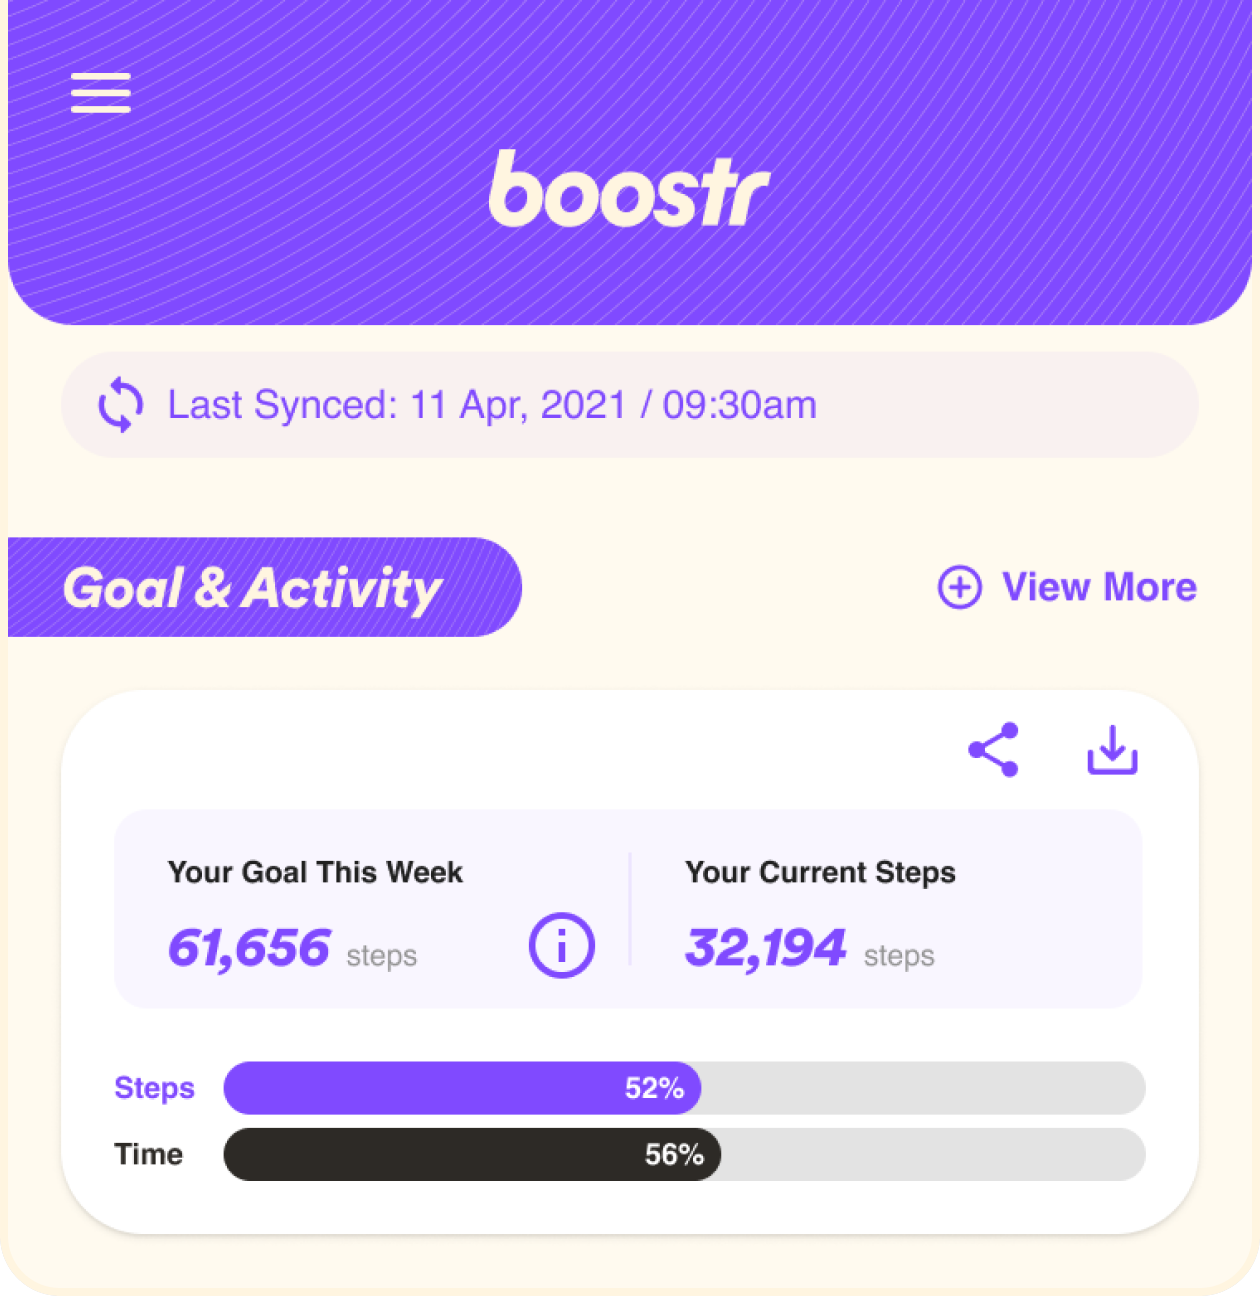 boostr
Last Synced: 11 Apr, 2021 / 09:30am
Goal & Activity
View More
Your Goal This Week
61,656 steps
Your Current Steps
32,194 steps
Steps 52%
Time 56%